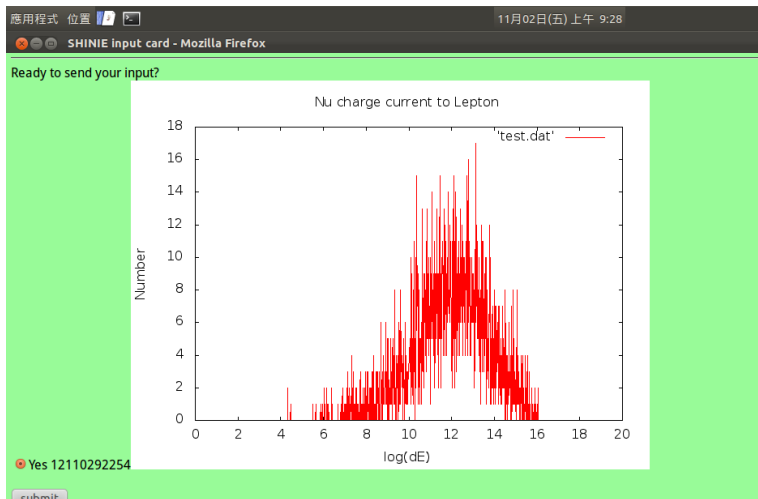 應用程式 位置 11月02日(五) 上午 9:28
SHINIE input card - Mozilla Firefox
Ready to send your input?
Nu charge current to Lepton
'test.dat'
18
16
14
12
10
8
6
4
2
0
Number
0 2 4 6 8 10 12 14 16 18 20
log(dE)
Yes 12110292254
submit